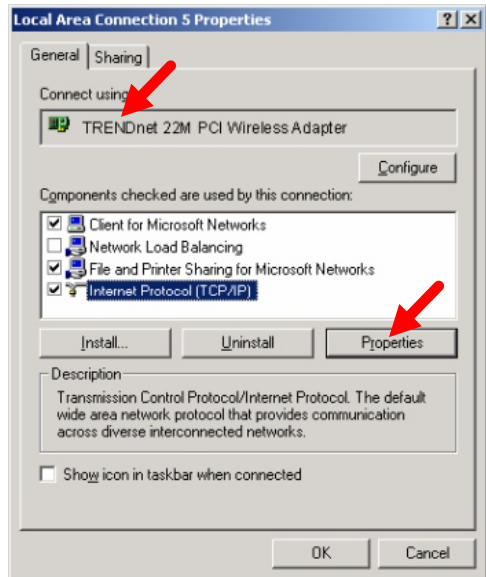 Local Area Connection 5 Properties
General Sharing
Connect using
TRENDnet 22M PCI Wireless Adapter
Configure
Components checked are used by this connection:
Client for Microsoft Networks
Network Load Balancing
File and Printer Sharing for Microsoft Networks
Internet Protocol (TCP/IP)
Install... Uninstall Properties
Description
Transmission Control Protocol/Internet Protocol. The default
wide area network protocol that provides communication
across diverse interconnected networks.
Show icon in taskbar when connected
OK Cancel